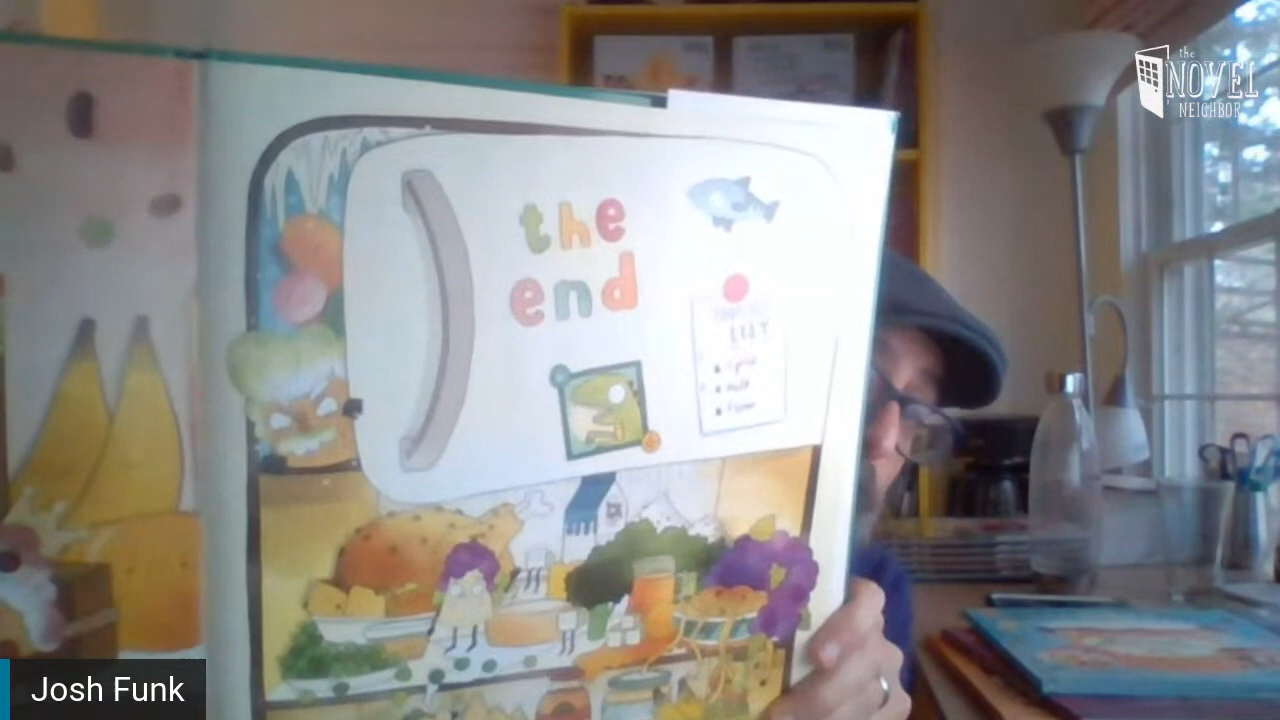 the
NOVEL
NEIGHBOR
the
end
LIST
Josh Funk